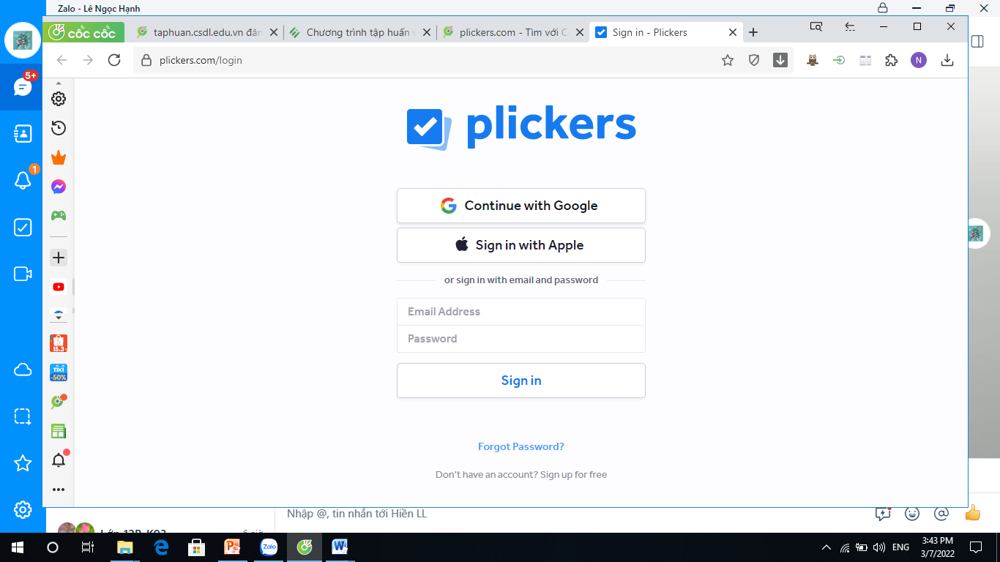 Zalo - Lê Ngọc Hạnh
cốc cốc
taphuan.csdl.edu.vn đăn
Chương trình tập huấn v
plickers.com - Tìm với C
Sign in - Plickers
plickers.com/login
N
5+
1
plickers
Continue with Google
Sign in with Apple
or sign in with email and password
Email Address
Password
Sign in
Forgot Password?
Don't have an account? Sign up for free
S
15.3
TIKI
-50%
Nhập @, tin nhắn tới Hiền LL
Lớp 12B-K03
6 giờ
Zalo
ENG
3:43 PM
3/7/2022